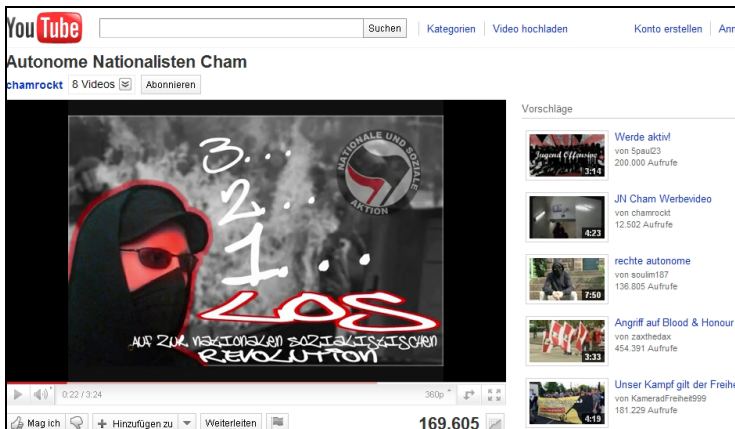 You Tube
Suchen
Kategorien
Video hochladen
Konto erstellen
Autonome Nationalisten Cham
chamrockt 8 Videos
Abonnieren
NATIONALE UND SOZIALE
AKTION
3...
2...
1...
LOS
AUF ZUR NATIONALEN SOZIALISTISCHEN
REVOLUTION
0:22 / 3:24
360p
Mag ich
Hinzufügen zu
Weiterleiten
169.605
Vorschläge
Jugend Offensive
3:14
Werde aktiv!
von 5paul23
200.000 Aufrufe
4:23
JN Cham Werbevideo
von chamrockt
12.502 Aufrufe
7:50
rechte autonome
von soulim187
136.805 Aufrufe
3:33
Angriff auf Blood & Honour
von zaxthedax
454.391 Aufrufe
4:19
Unser Kampf gilt der Freihe
von KameradFreiheit999
181.229 Aufrufe